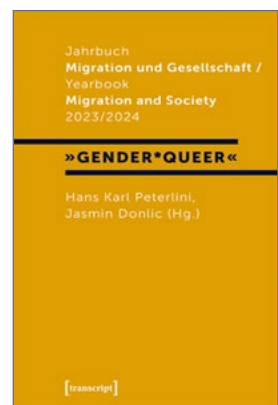 Jahrbuch
Migration und Gesellschaft /
Yearbook
Migration and Society
2023/2024
»GENDER*QUEER«
Hans Karl Peterlini,
Jasmin Donlic (Hg.)
[transcript]